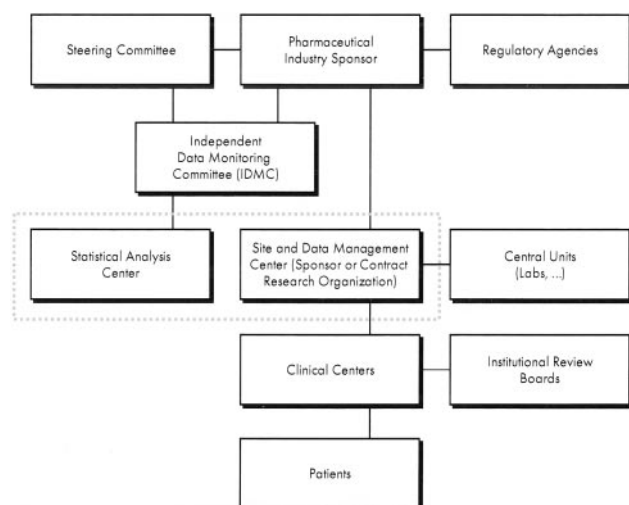 Steering Committee
Pharmaceutical
Industry Sponsor
Regulatory Agencies
Independent
Data Monitoring
Committee (IDMC)
Statistical Analysis
Center
Site and Data Management
Center (Sponsor or Contract
Research Organization)
Central Units
(Labs, ...)
Clinical Centers
Institutional Review
Boards
Patients